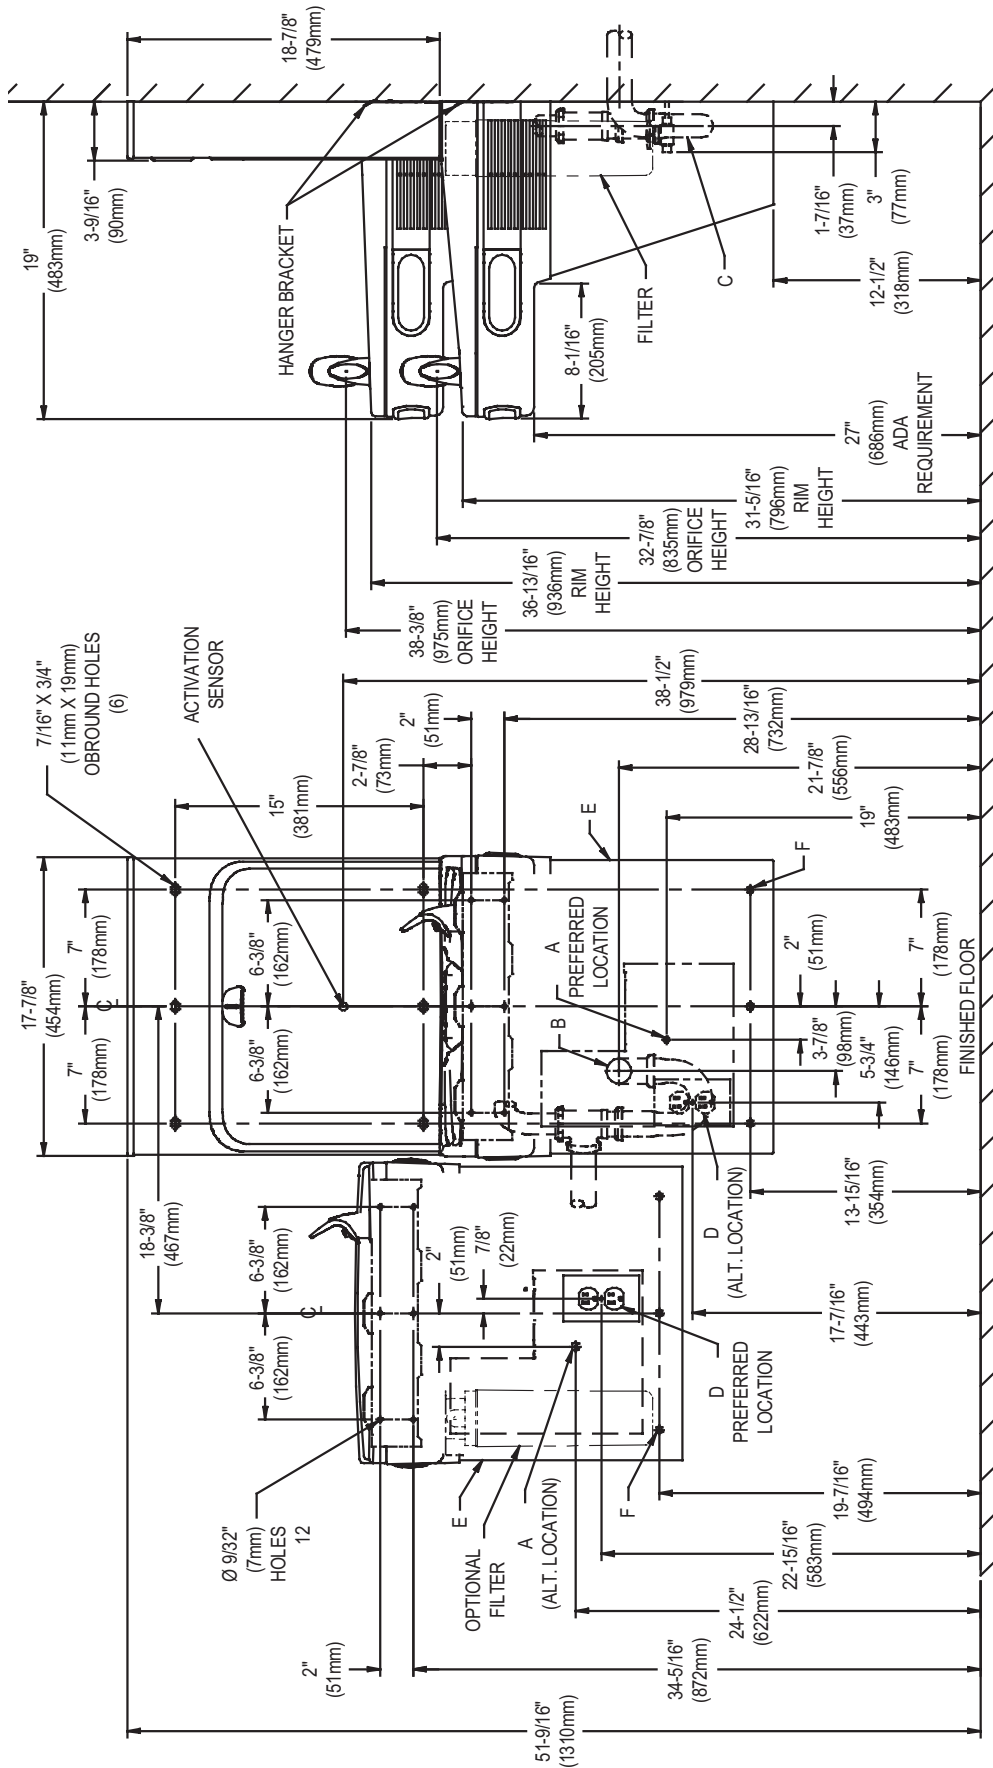 51-9/16"
(1310mm)
2"
(51mm)
34-5/16"
(872mm)
24-1/2"
(622mm)
22-15/16"
(583mm)
19-7/16"
(494mm)
Ø 9/32"
(7mm)
HOLES
12
E
OPTIONAL
FILTER
A
(ALT. LOCATION)
F
D
PREFERRED
LOCATION
6-3/8"
(162mm)
6-3/8"
(162mm)
CL
18-3/8"
(467mm)
2"
(51mm)
7/8"
(22mm)
17-7/16"
(443mm)
D
(ALT. LOCATION)
13-15/16"
(354mm)
17-7/8"
(454mm)
7"
(178mm)
7"
(178mm)
CL
6-3/8"
(162mm)
6-3/8"
(162mm)
B
A
PREFERRED
LOCATION
E
F
2"
(51mm)
3-7/8"
(98mm)
5-3/4"
(146mm)
7"
(178mm)
7"
(178mm)
FINISHED FLOOR
7/16" X 3/4"
(11mm X 19mm)
OBROUND HOLES
(6)
ACTIVATION
SENSOR
15"
(381mm)
2-7/8"
(73mm)
2"
(51mm)
38-1/2"
(979mm)
28-13/16"
(732mm)
21-7/8"
(556mm)
19"
(483mm)
38-3/8"
(975mm)
ORIFICE
HEIGHT
36-13/16"
(936mm)
RIM
HEIGHT
32-7/8"
(835mm)
ORIFICE
HEIGHT
31-5/16"
(796mm)
RIM
HEIGHT
27"
(686mm)
ADA
REQUIREMENT
19"
(483mm)
3-9/16"
(90mm)
18-7/8"
(479mm)
HANGER BRACKET
8-1/16"
(205mm)
FILTER
C
12-1/2"
(318mm)
1-7/16"
(37mm)
3"
(77mm)